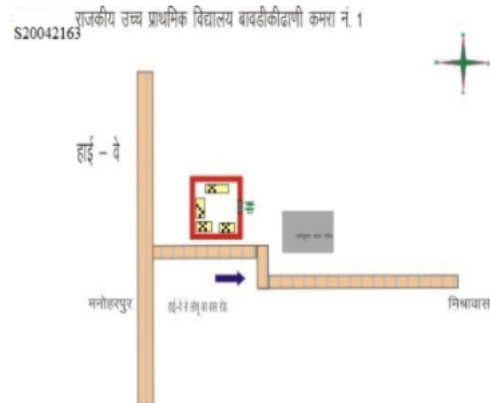 राजकीय उच्च प्राथमिक विद्यालय बावडीकीढाणी कमरा नं. 1
S20042163
हाई – वे
मनोहरपुर
हाई-वे से
रोड
मिश्रावास